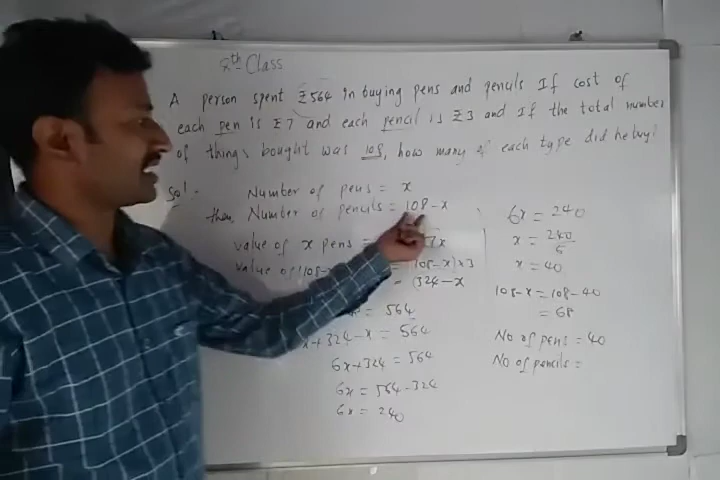 8th Class
A person spent ₹564 in buying pens and pencils If cost of
each pen is ₹7 and each pencil is ₹3 and If the total number
of things bought was 108, how many of each type did he buy?
Sol:-
Number of pens = x
then, Number of pencils = 108-x
value of x pens = 7x
value of (108- = 108-x)×3
= (324-x
= 564
x+324-x = 564
6x+324 = 564
6x = 564-324
6x = 240
6x = 240
x = 240/6
x = 40
108-x = 108-40
= 68
No of pens = 40
No of pencils =